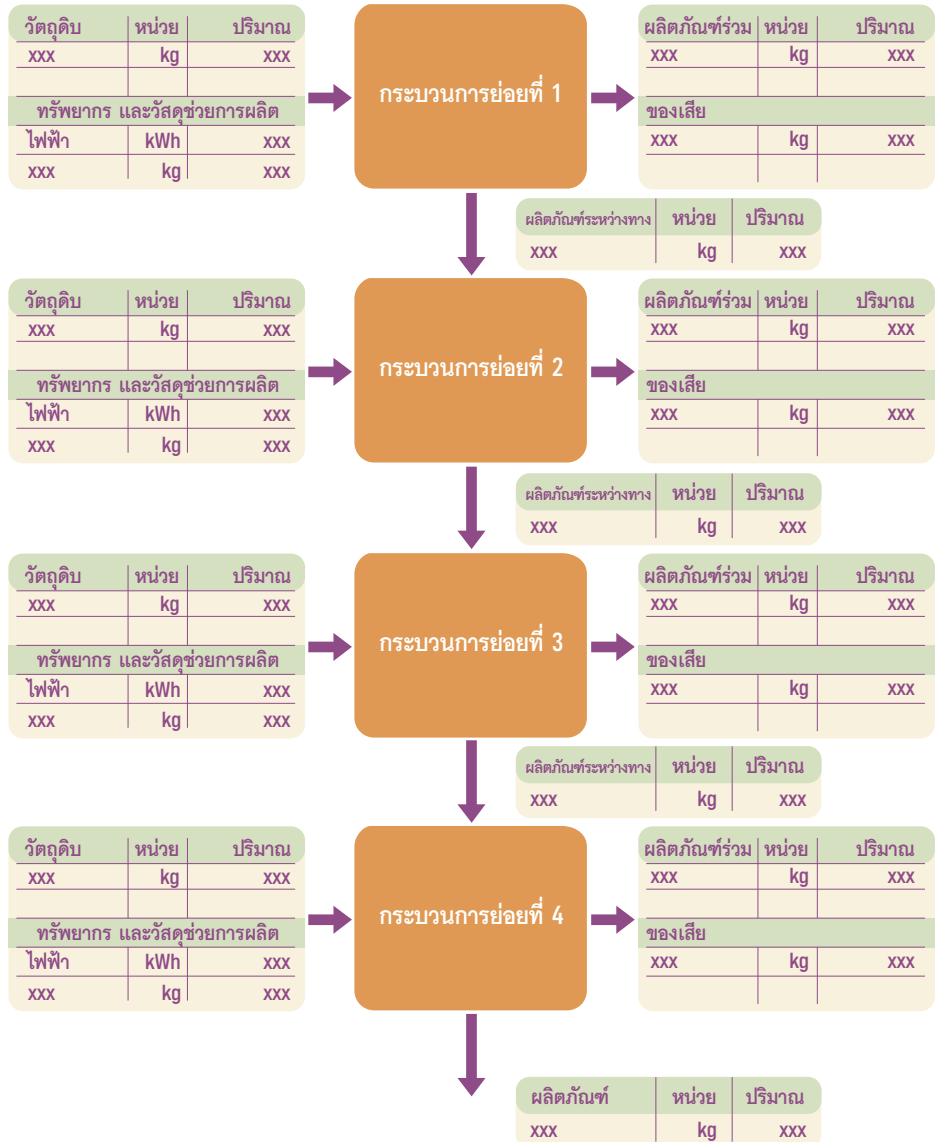 วัตถุดิบ หน่วย ปริมาณ
xxx kg xxx
ทรัพยากร และวัสดุช่วยการผลิต
ไฟฟ้า kWh xxx
xxx kg xxx
กระบวนการย่อยที่ 1
ผลิตภัณฑ์ร่วม หน่วย ปริมาณ
xxx kg xxx
ของเสีย
xxx kg xxx
ผลิตภัณฑ์ระหว่างทาง หน่วย ปริมาณ
xxx kg xxx
วัตถุดิบ หน่วย ปริมาณ
xxx kg xxx
ทรัพยากร และวัสดุช่วยการผลิต
ไฟฟ้า kWh xxx
xxx kg xxx
กระบวนการย่อยที่ 2
ผลิตภัณฑ์ร่วม หน่วย ปริมาณ
xxx kg xxx
ของเสีย
xxx kg xxx
ผลิตภัณฑ์ระหว่างทาง หน่วย ปริมาณ
xxx kg xxx
วัตถุดิบ หน่วย ปริมาณ
xxx kg xxx
ทรัพยากร และวัสดุช่วยการผลิต
ไฟฟ้า kWh xxx
xxx kg xxx
กระบวนการย่อยที่ 3
ผลิตภัณฑ์ร่วม หน่วย ปริมาณ
xxx kg xxx
ของเสีย
xxx kg xxx
ผลิตภัณฑ์ระหว่างทาง หน่วย ปริมาณ
xxx kg xxx
วัตถุดิบ หน่วย ปริมาณ
xxx kg xxx
ทรัพยากร และวัสดุช่วยการผลิต
ไฟฟ้า kWh xxx
xxx kg xxx
กระบวนการย่อยที่ 4
ผลิตภัณฑ์ร่วม หน่วย ปริมาณ
xxx kg xxx
ของเสีย
xxx kg xxx
ผลิตภัณฑ์ หน่วย ปริมาณ
xxx kg xxx